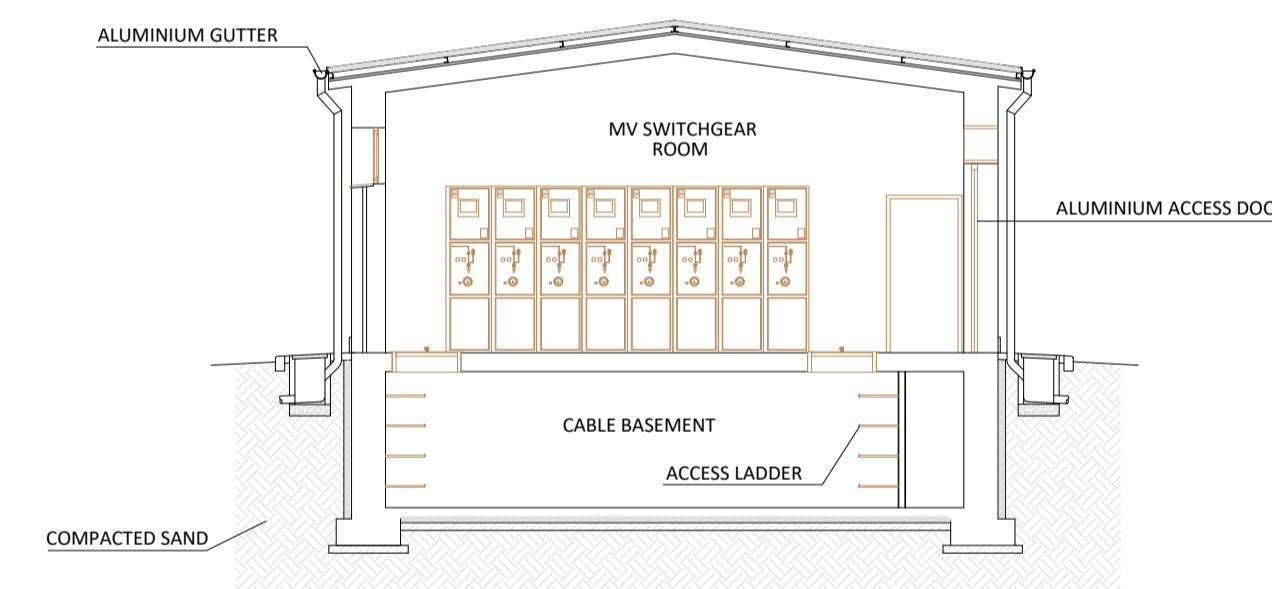 ALUMINIUM GUTTER
MV SWITCHGEAR
ROOM
ALUMINIUM ACCESS DOO
CABLE BASEMENT
ACCESS LADDER
COMPACTED SAND